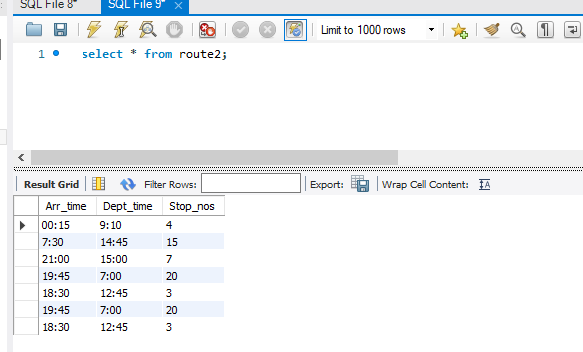 SQL File 8* SQL File 9*
Limit to 1000 rows
1 select * from route2;
Result Grid Filter Rows: Export: Wrap Cell Content:
Arr_time Dept_time Stop_nos
00:15 9:10 4
7:30 14:45 15
21:00 15:00 7
19:45 7:00 20
18:30 12:45 3
19:45 7:00 20
18:30 12:45 3